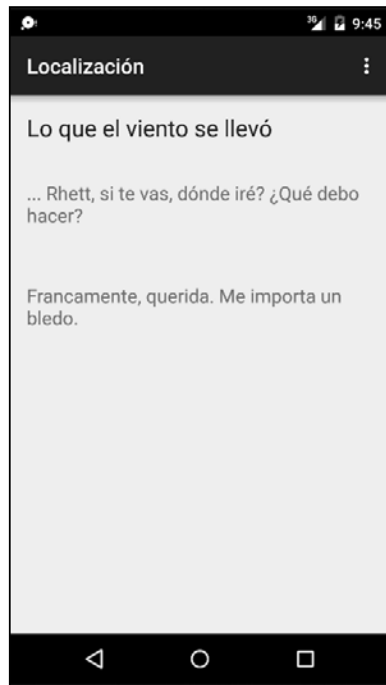 3G 9:45
Localización
Lo que el viento se llevó
... Rhett, si te vas, dónde iré? ¿Qué debo
hacer?
Francamente, querida. Me importa un
bledo.